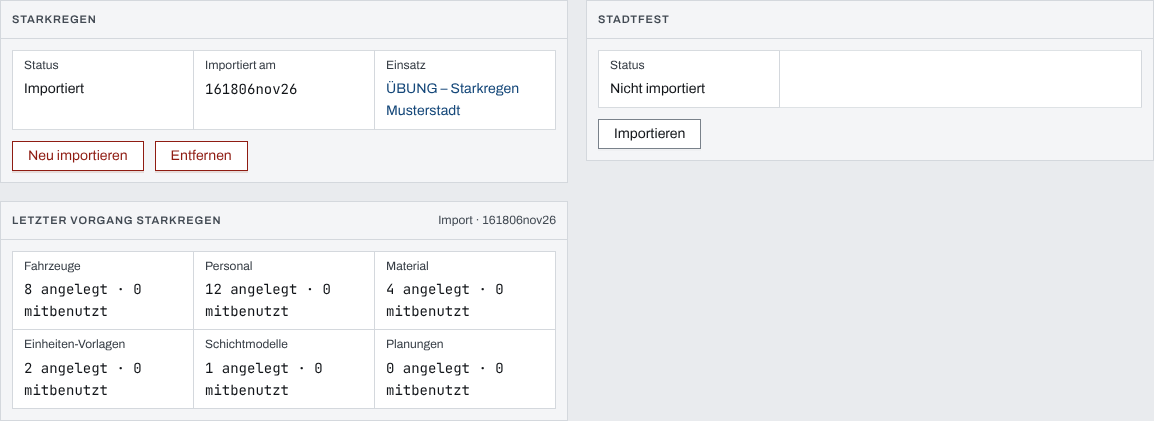 STARKREGEN
Status
Importiert
Importiert am
161806nov26
Einsatz
ÜBUNG – Starkregen
Musterstadt
Neu importieren
Entfernen
STADTFEST
Status
Nicht importiert
Importieren
LETZTER VORGANG STARKREGEN
Import · 161806nov26
Fahrzeuge
8 angelegt · 0
mitbenutzt
Personal
12 angelegt · 0
mitbenutzt
Material
4 angelegt · 0
mitbenutzt
Einheiten-Vorlagen
2 angelegt · 0
mitbenutzt
Schichtmodelle
1 angelegt · 0
mitbenutzt
Planungen
0 angelegt · 0
mitbenutzt